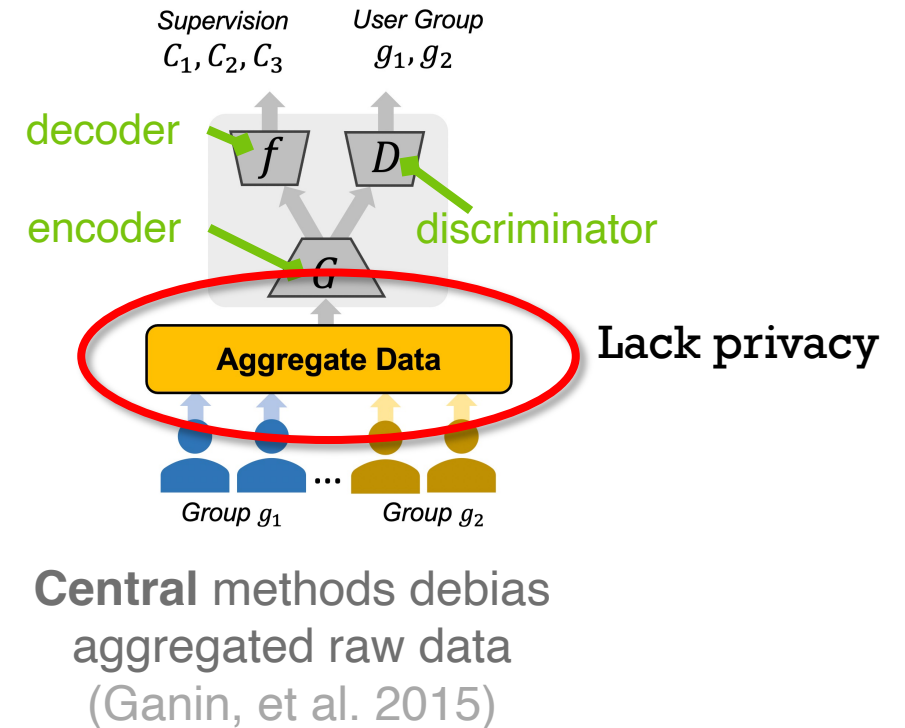 Supervision User Group
C₁, C₂, C₃ g₁, g₂
decoder
f D
encoder discriminator
G
Aggregate Data Lack privacy
...
Group g₁ Group g₂
Central methods debias
aggregated raw data
(Ganin, et al. 2015)